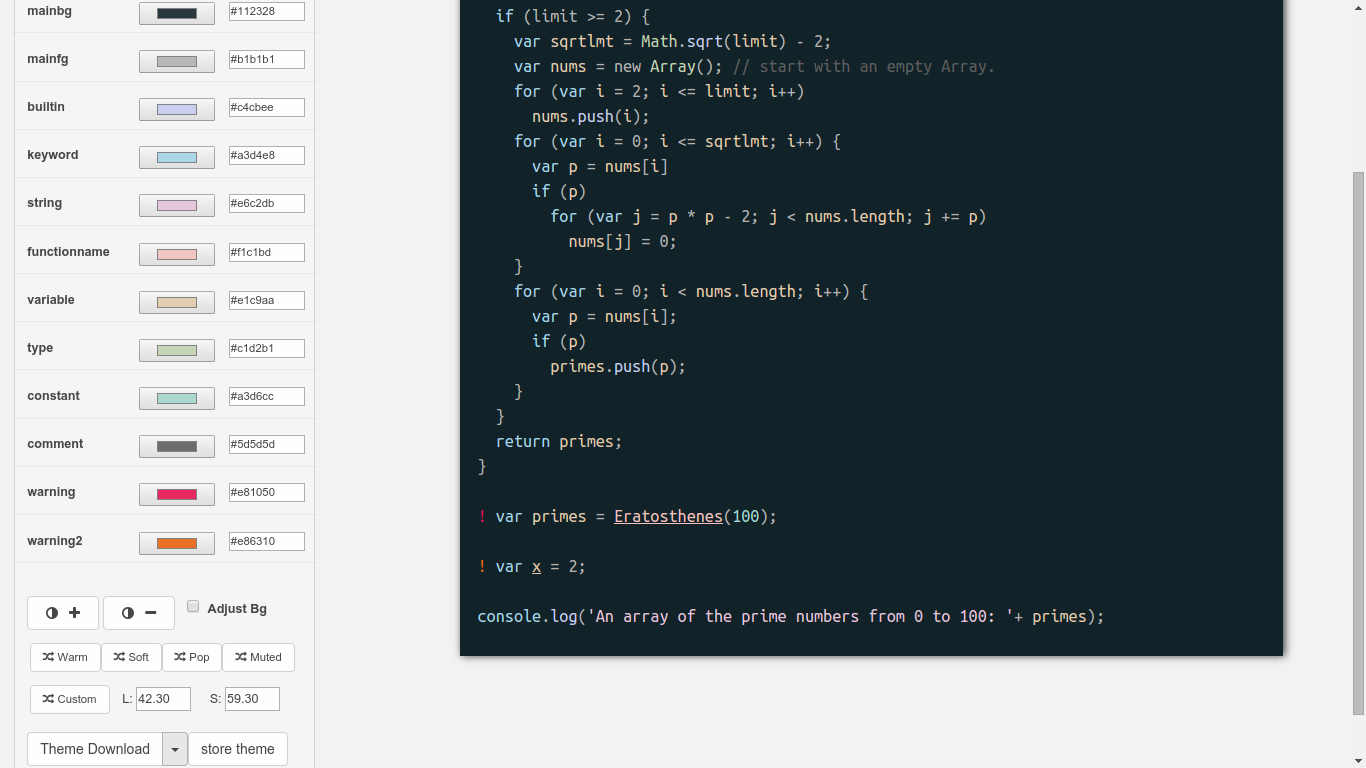 mainbg #112328
mainfg #b1b1b1
builtin #c4cbee
keyword #a3d4e8
string #e6c2db
functionname #f1c1bd
variable #e1c9aa
type #c1d2b1
constant #a3d6cc
comment #5d5d5d
warning #e81050
warning2 #e86310
+ − Adjust Bg
Warm Soft Pop Muted
Custom L: 42.30 S: 59.30
Theme Download store theme
if (limit >= 2) {
var sqrtlmt = Math.sqrt(limit) - 2;
var nums = new Array(); // start with an empty Array.
for (var i = 2; i <= limit; i++)
nums.push(i);
for (var i = 0; i <= sqrtlmt; i++) {
var p = nums[i]
if (p)
for (var j = p * p - 2; j < nums.length; j += p)
nums[j] = 0;
}
for (var i = 0; i < nums.length; i++) {
var p = nums[i];
if (p)
primes.push(p);
}
}
return primes;
}
! var primes = Eratosthenes(100);
! var x = 2;
console.log('An array of the prime numbers from 0 to 100: '+ primes);